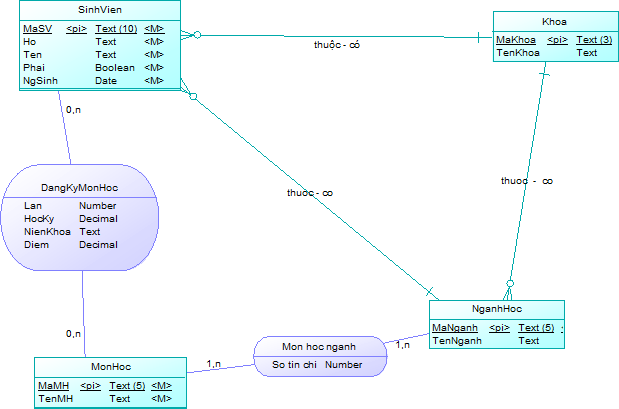 SinhVien
MaSV <pi> Text (10) <M>
Ho Text <M>
Ten Text <M>
Phai Boolean <M>
NgSinh Date <M>
Khoa
MaKhoa <pi> Text (3)
TenKhoa Text
thuộc - có
0,n
DangKyMonHoc
Lan Number
HocKy Decimal
NienKhoa Text
Diem Decimal
thuoc - co
thuoc - co
0,n
NganhHoc
MaNganh <pi> Text (5)
TenNganh Text
Mon hoc nganh
So tin chi Number
1,n
1,n
MonHoc
MaMH <pi> Text (5) <M>
TenMH Text <M>